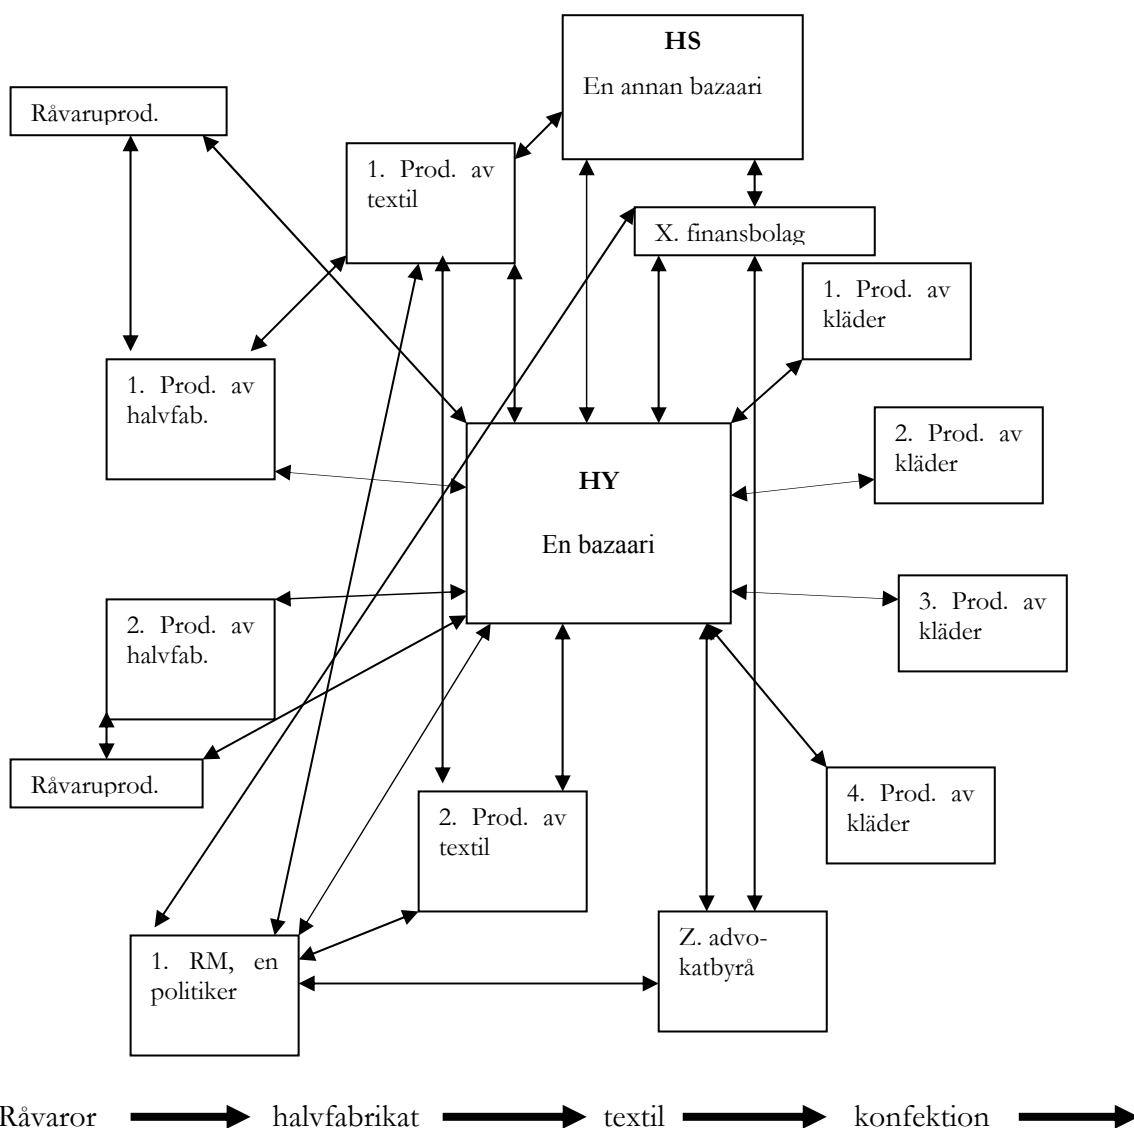 HS
En annan bazaari
Råvaruprod.
1. Prod. av
textil
X. finansbolag
1. Prod. av
kläder
1. Prod. av
halvfab.
2. Prod. av
kläder
HY
En bazaari
2. Prod. av
halvfab.
3. Prod. av
kläder
Råvaruprod.
2. Prod. av
textil
4. Prod. av
kläder
1. RM, en
politiker
Z. advo-
katbyrå
Råvaror halvfabrikat textil konfektion